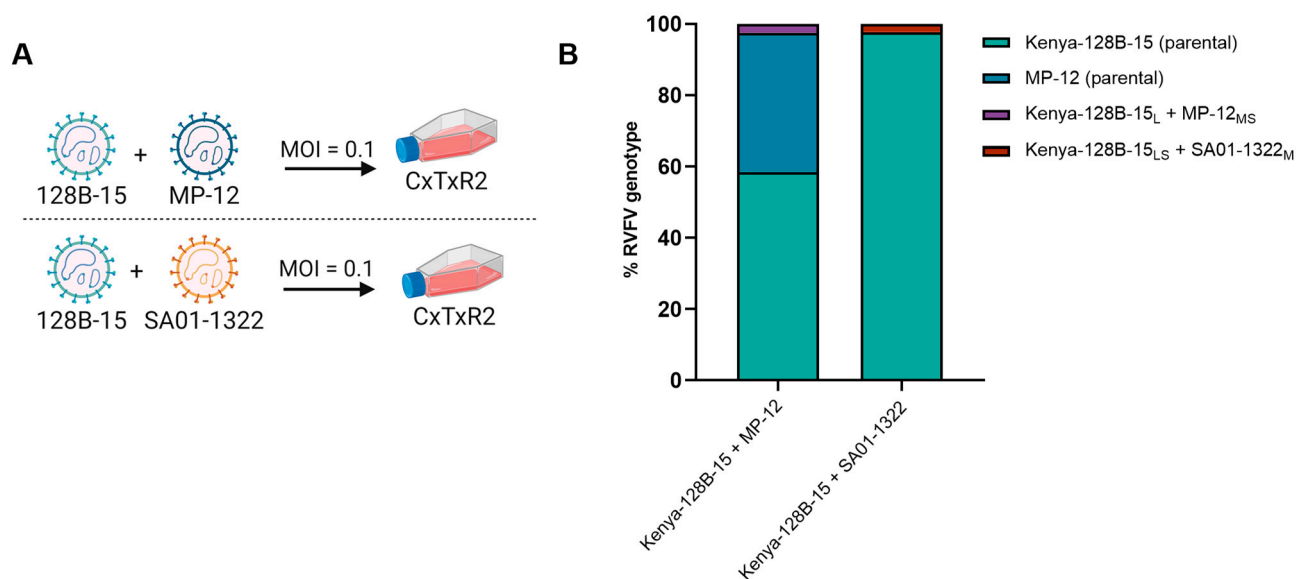 A
128B-15
+
MP-12
MOI = 0.1
CxTxR2
128B-15
+
SA01-1322
MOI = 0.1
CxTxR2
B
% RVFV genotype
100
80
60
40
20
0
Kenya-128B-15 + MP-12
Kenya-128B-15 + SA01-1322
Kenya-128B-15 (parental)
MP-12 (parental)
Kenya-128B-15L + MP-12MS
Kenya-128B-15LS + SA01-1322M